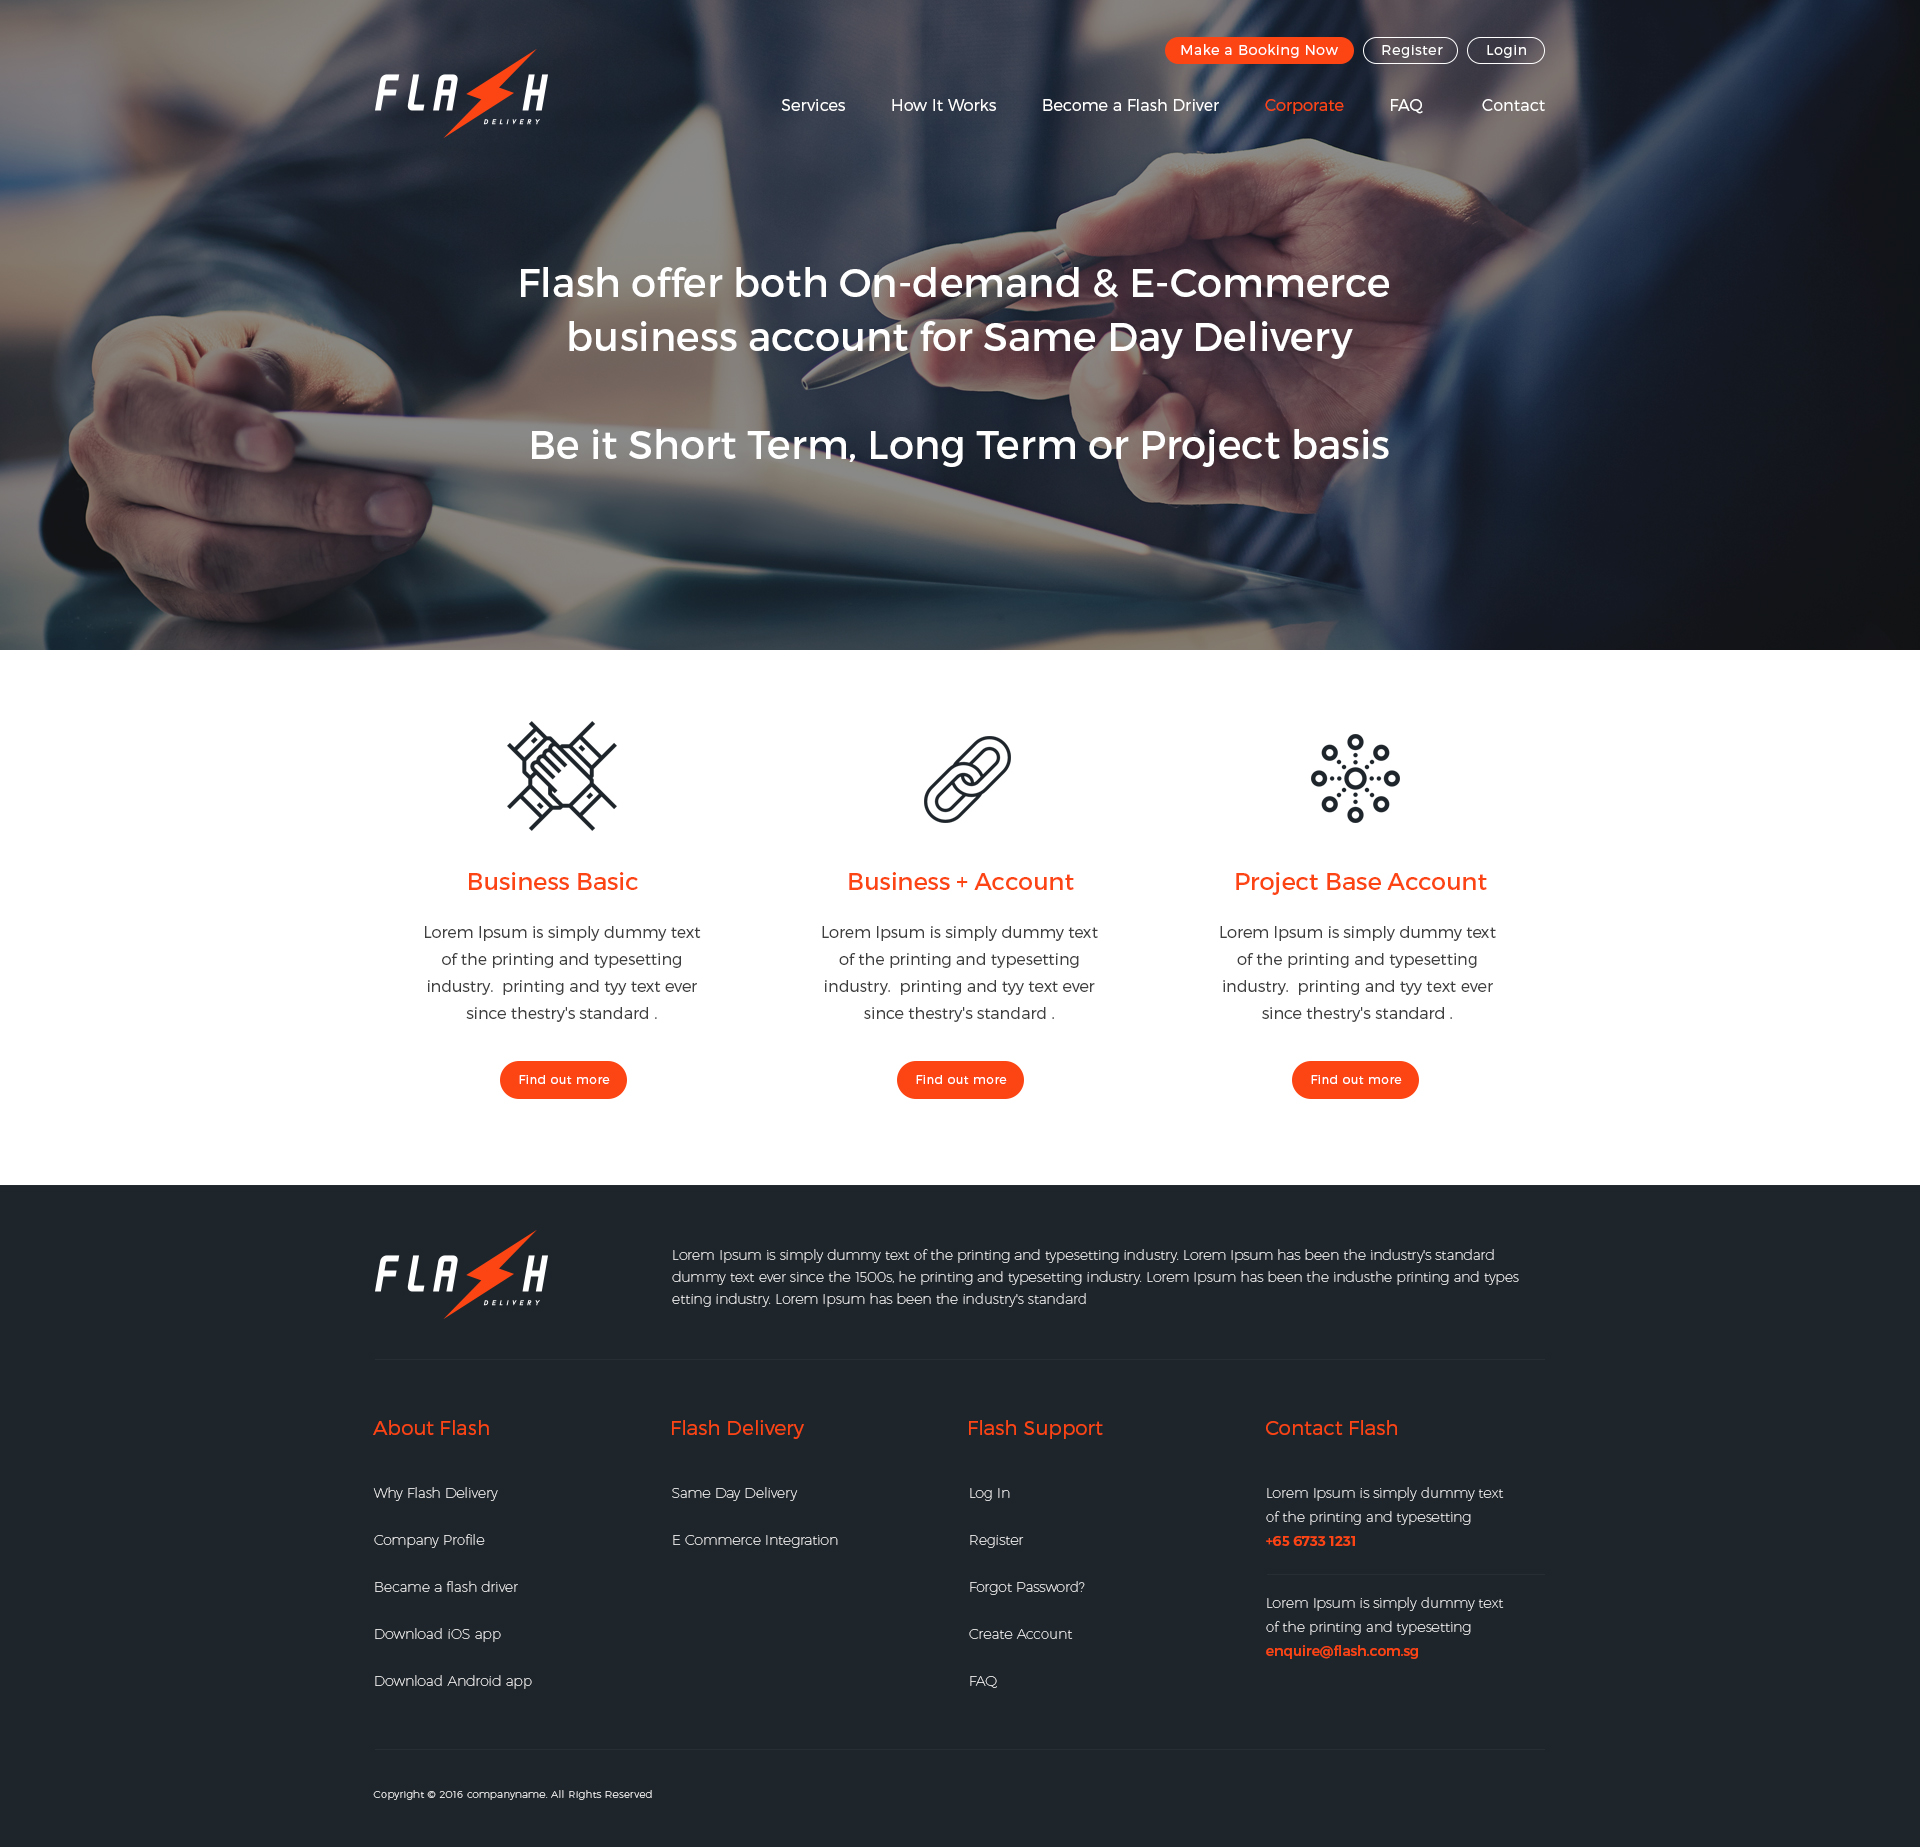 Make a Booking Now Register Login
FLASH
DELIVERY
Services How It Works Become a Flash Driver Corporate FAQ Contact
Flash offer both On-demand & E-Commerce
business account for Same Day Delivery
Be it Short Term, Long Term or Project basis
Business Basic
Lorem Ipsum is simply dummy text
of the printing and typesetting
industry.  printing and tyy text ever
since thestry's standard .
Find out more
Business + Account
Lorem Ipsum is simply dummy text
of the printing and typesetting
industry.  printing and tyy text ever
since thestry's standard .
Find out more
Project Base Account
Lorem Ipsum is simply dummy text
of the printing and typesetting
industry.  printing and tyy text ever
since thestry's standard .
Find out more
FLASH
DELIVERY
Lorem Ipsum is simply dummy text of the printing and typesetting industry. Lorem Ipsum has been the industry's standard
dummy text ever since the 1500s, he printing and typesetting industry. Lorem Ipsum has been the industhe printing and types
etting industry. Lorem Ipsum has been the industry's standard
About Flash
Why Flash Delivery
Company Profile
Became a flash driver
Download iOS app
Download Android app
Flash Delivery
Same Day Delivery
E Commerce Integration
Flash Support
Log In
Register
Forgot Password?
Create Account
FAQ
Contact Flash
Lorem Ipsum is simply dummy text
of the printing and typesetting
+65 6733 1231
Lorem Ipsum is simply dummy text
of the printing and typesetting
enquire@flash.com.sg
Copyright © 2016 companyname. All Rights Reserved